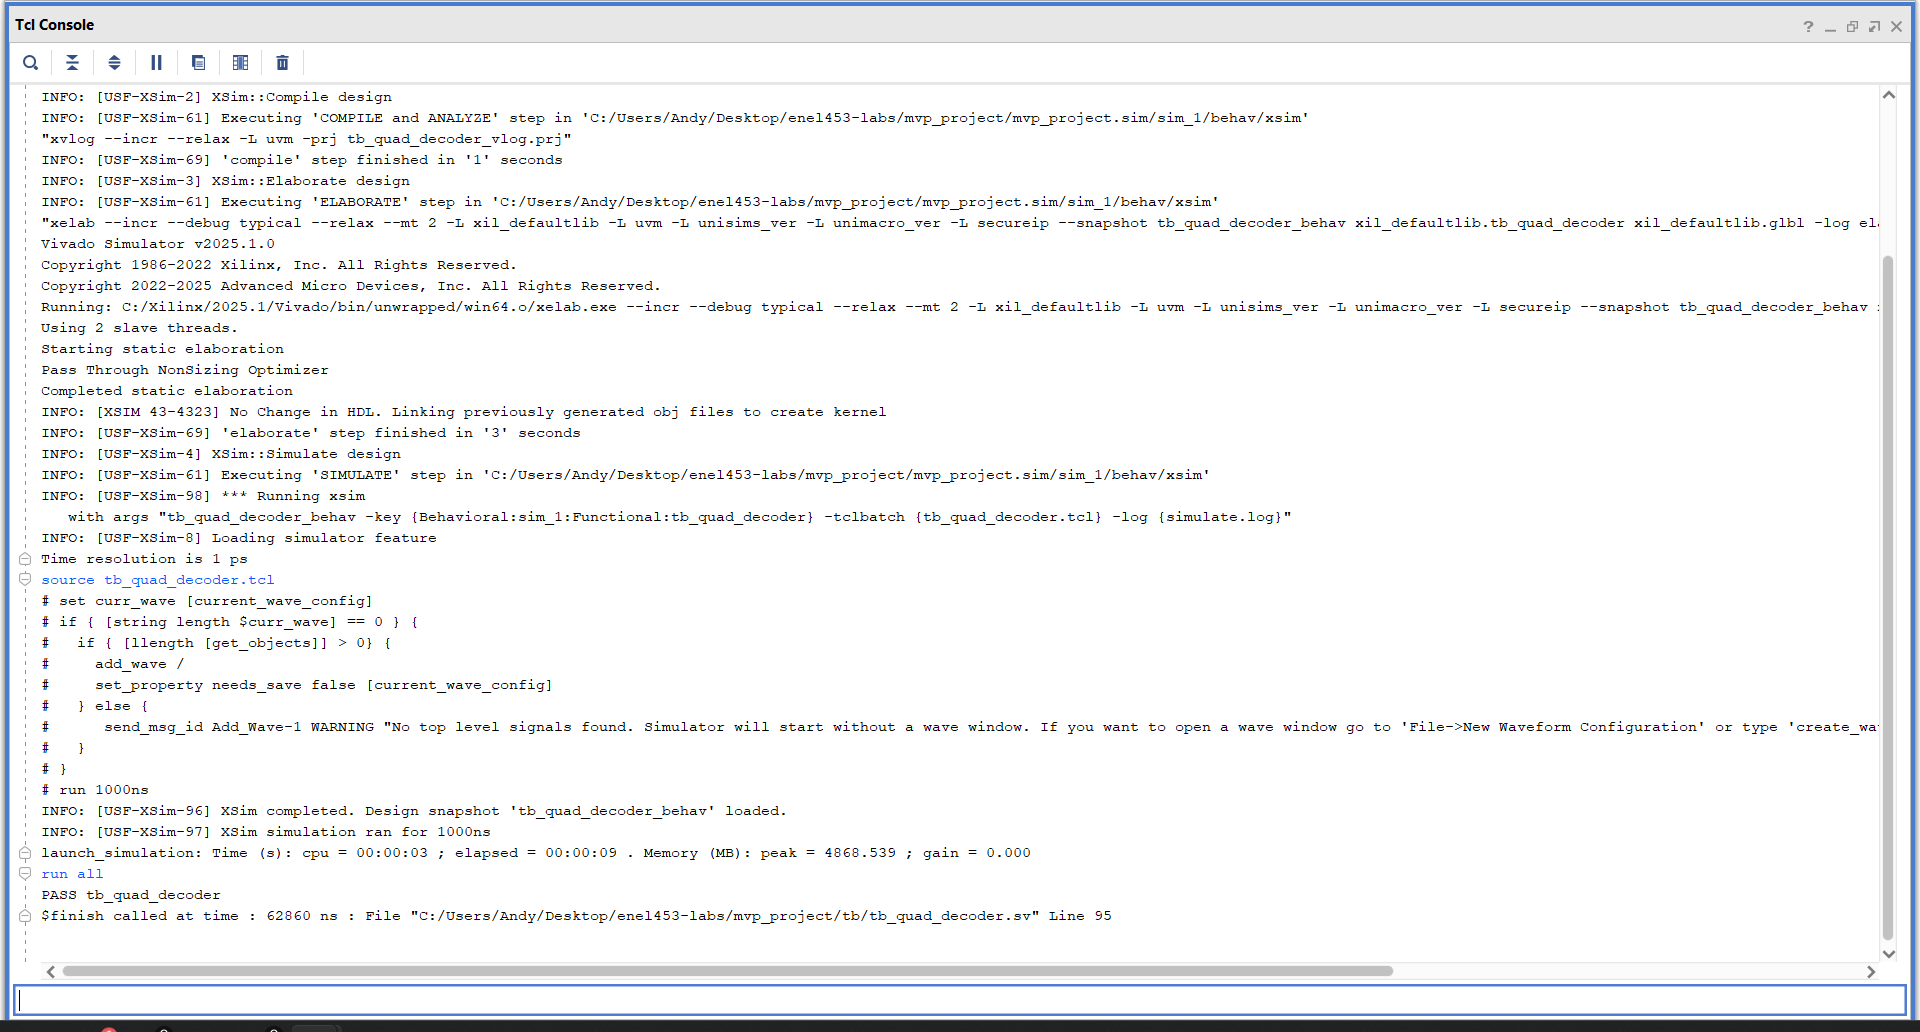 Tcl Console
INFO: [USF-XSim-2] XSim::Compile design
INFO: [USF-XSim-61] Executing 'COMPILE and ANALYZE' step in 'C:/Users/Andy/Desktop/enel453-labs/mvp_project/mvp_project.sim/sim_1/behav/xsim'
"xvlog --incr --relax -L uvm -prj tb_quad_decoder_vlog.prj"
INFO: [USF-XSim-69] 'compile' step finished in '1' seconds
INFO: [USF-XSim-3] XSim::Elaborate design
INFO: [USF-XSim-61] Executing 'ELABORATE' step in 'C:/Users/Andy/Desktop/enel453-labs/mvp_project/mvp_project.sim/sim_1/behav/xsim'
"xelab --incr --debug typical --relax --mt 2 -L xil_defaultlib -L uvm -L unisims_ver -L unimacro_ver -L secureip --snapshot tb_quad_decoder_behav xil_defaultlib.tb_quad_decoder xil_defaultlib.glbl -log ela
Vivado Simulator v2025.1.0
Copyright 1986-2022 Xilinx, Inc. All Rights Reserved.
Copyright 2022-2025 Advanced Micro Devices, Inc. All Rights Reserved.
Running: C:/Xilinx/2025.1/Vivado/bin/unwrapped/win64.o/xelab.exe --incr --debug typical --relax --mt 2 -L xil_defaultlib -L uvm -L unisims_ver -L unimacro_ver -L secureip --snapshot tb_quad_decoder_behav
Using 2 slave threads.
Starting static elaboration
Pass Through NonSizing Optimizer
Completed static elaboration
INFO: [XSIM 43-4323] No Change in HDL. Linking previously generated obj files to create kernel
INFO: [USF-XSim-69] 'elaborate' step finished in '3' seconds
INFO: [USF-XSim-4] XSim::Simulate design
INFO: [USF-XSim-61] Executing 'SIMULATE' step in 'C:/Users/Andy/Desktop/enel453-labs/mvp_project/mvp_project.sim/sim_1/behav/xsim'
INFO: [USF-XSim-98] *** Running xsim
with args "tb_quad_decoder_behav -key {Behavioral:sim_1:Functional:tb_quad_decoder} -tclbatch {tb_quad_decoder.tcl} -log {simulate.log}"
INFO: [USF-XSim-8] Loading simulator feature
Time resolution is 1 ps
source tb_quad_decoder.tcl
# set curr_wave [current_wave_config]
# if { [string length $curr_wave] == 0 } {
#   if { [llength [get_objects]] > 0} {
#     add_wave /
#     set_property needs_save false [current_wave_config]
#   } else {
#      send_msg_id Add_Wave-1 WARNING "No top level signals found. Simulator will start without a wave window. If you want to open a wave window go to 'File->New Waveform Configuration' or type 'create_wa
#   }
# }
# run 1000ns
INFO: [USF-XSim-96] XSim completed. Design snapshot 'tb_quad_decoder_behav' loaded.
INFO: [USF-XSim-97] XSim simulation ran for 1000ns
launch_simulation: Time (s): cpu = 00:00:03 ; elapsed = 00:00:09 . Memory (MB): peak = 4868.539 ; gain = 0.000
run all
PASS tb_quad_decoder
$finish called at time : 62860 ns : File "C:/Users/Andy/Desktop/enel453-labs/mvp_project/tb/tb_quad_decoder.sv" Line 95